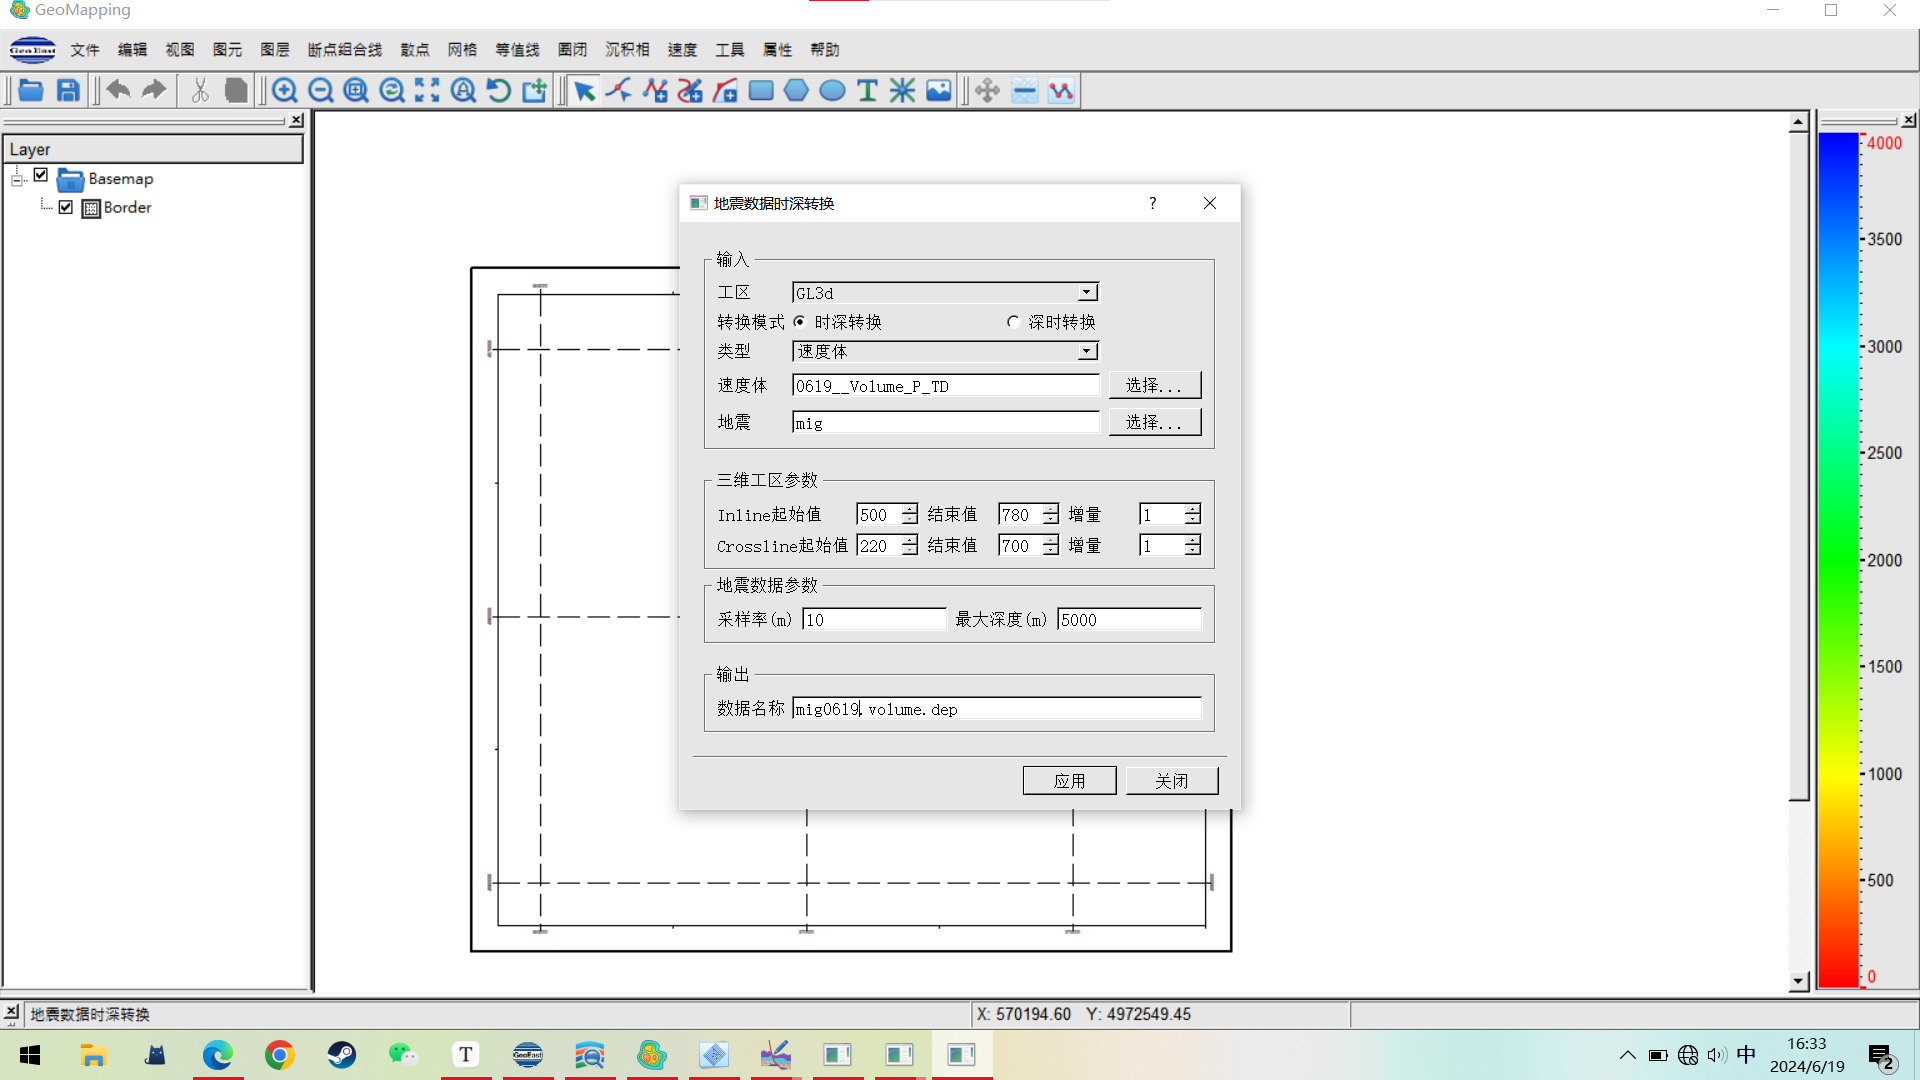 GeoMapping
GeoEast 文件 编辑 视图 图元 图层 断点组合线 散点 网格 等值线 圈闭 沉积相 速度 工具 属性 帮助
Layer
Basemap
Border
地震数据时深转换 ?
输入
工区 GL3d
转换模式 时深转换 深时转换
类型 速度体
速度体 0619__Volume_P_TD 选择...
地震 mig 选择...
三维工区参数
Inline起始值 500 结束值 780 增量 1
Crossline起始值 220 结束值 700 增量 1
地震数据参数
采样率(m) 10 最大深度(m) 5000
输出
数据名称 mig0619.volume.dep
应用 关闭
4000
3500
3000
2500
2000
1500
1000
500
0
地震数据时深转换 X: 570194.60 Y: 4972549.45
T GeoEast 中 16:33
2024/6/19 2